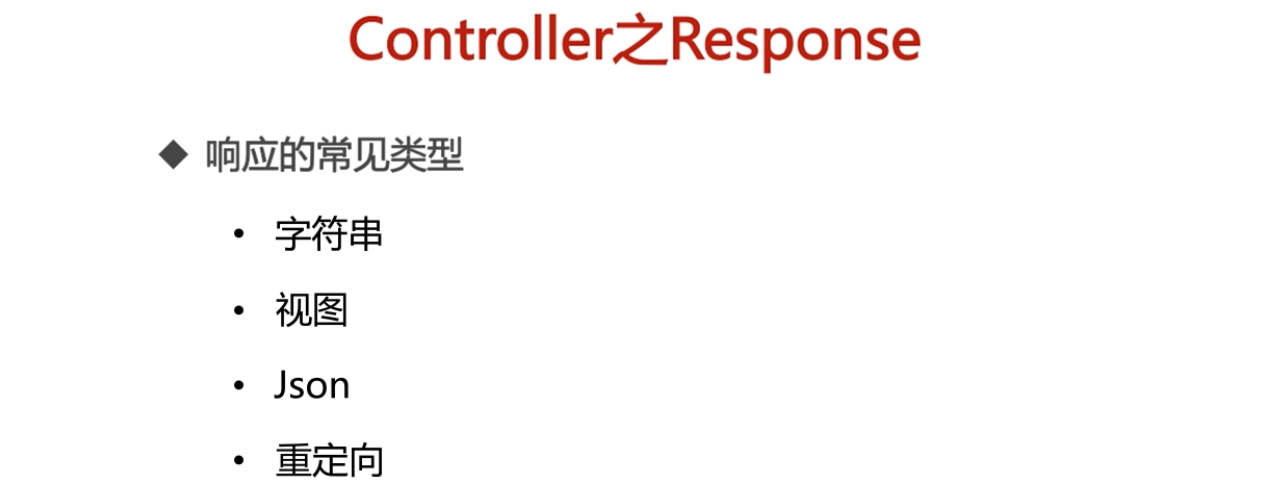 Controller之Response
◆ 响应的常见类型
• 字符串
• 视图
• Json
• 重定向